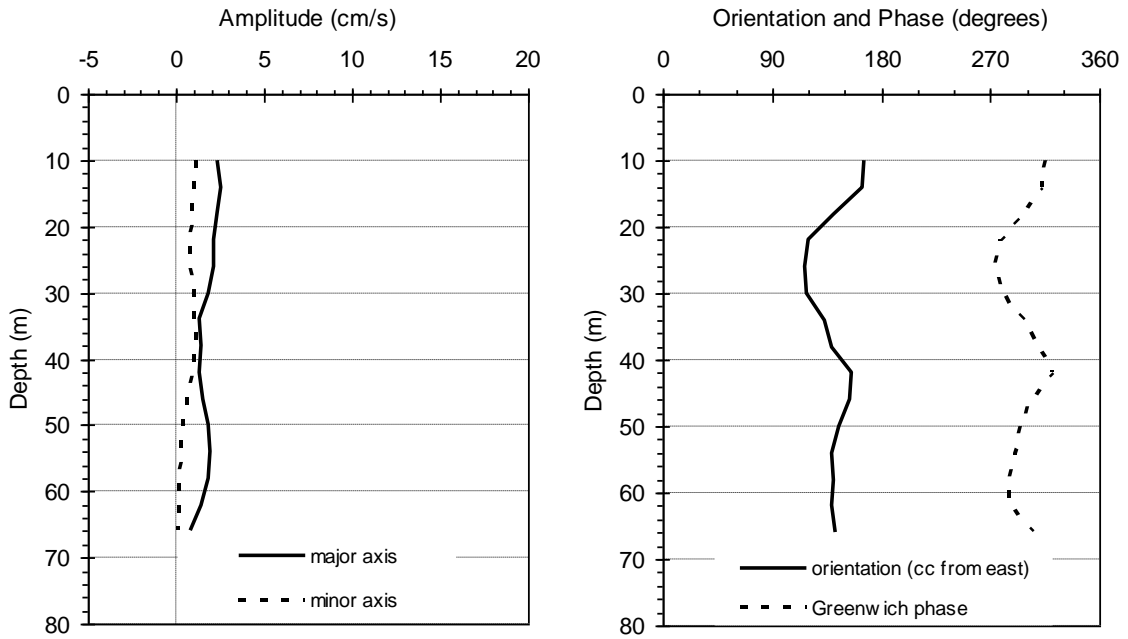 Amplitude (cm/s)
-5 0 5 10 15 20
0
10
20
30
40
50
60
70
80
Depth (m)
major axis
minor axis
Orientation and Phase (degrees)
0 90 180 270 360
0
10
20
30
40
50
60
70
80
Depth (m)
orientation (cc from east)
Greenwich phase